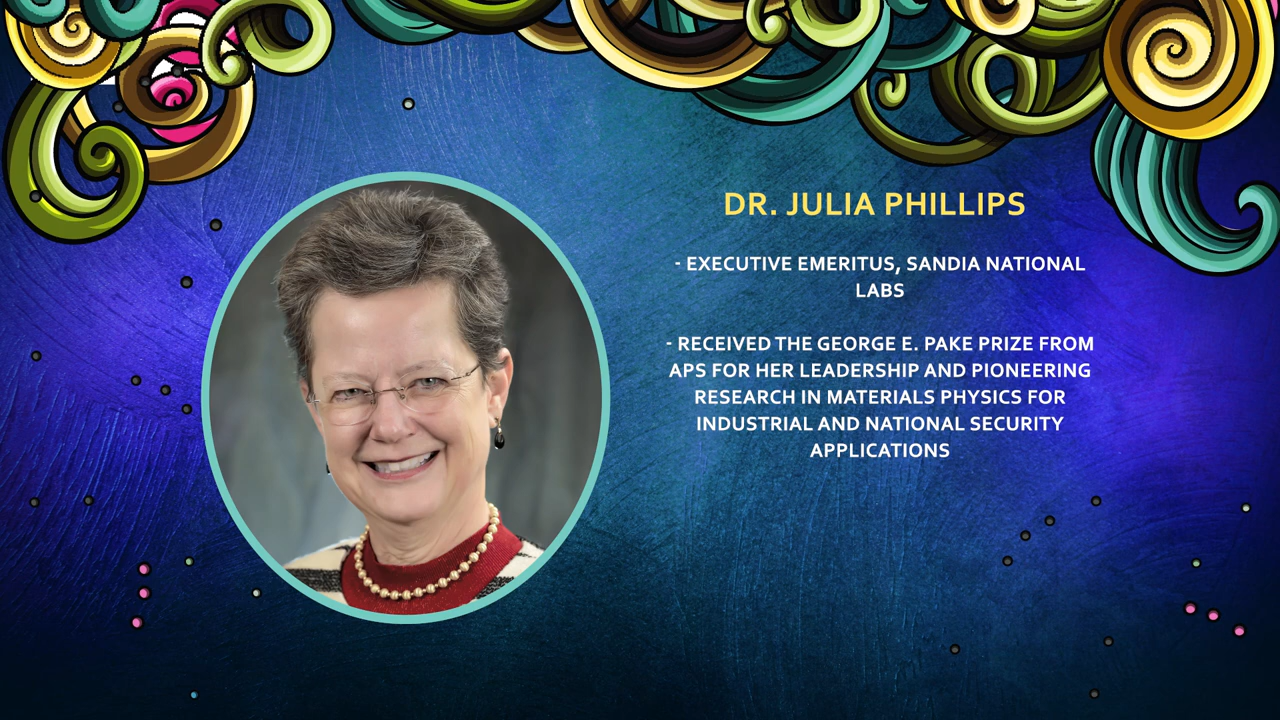 DR. JULIA PHILLIPS
- EXECUTIVE EMERITUS, SANDIA NATIONAL
LABS
- RECEIVED THE GEORGE E. PAKE PRIZE FROM
APS FOR HER LEADERSHIP AND PIONEERING
RESEARCH IN MATERIALS PHYSICS FOR
INDUSTRIAL AND NATIONAL SECURITY
APPLICATIONS